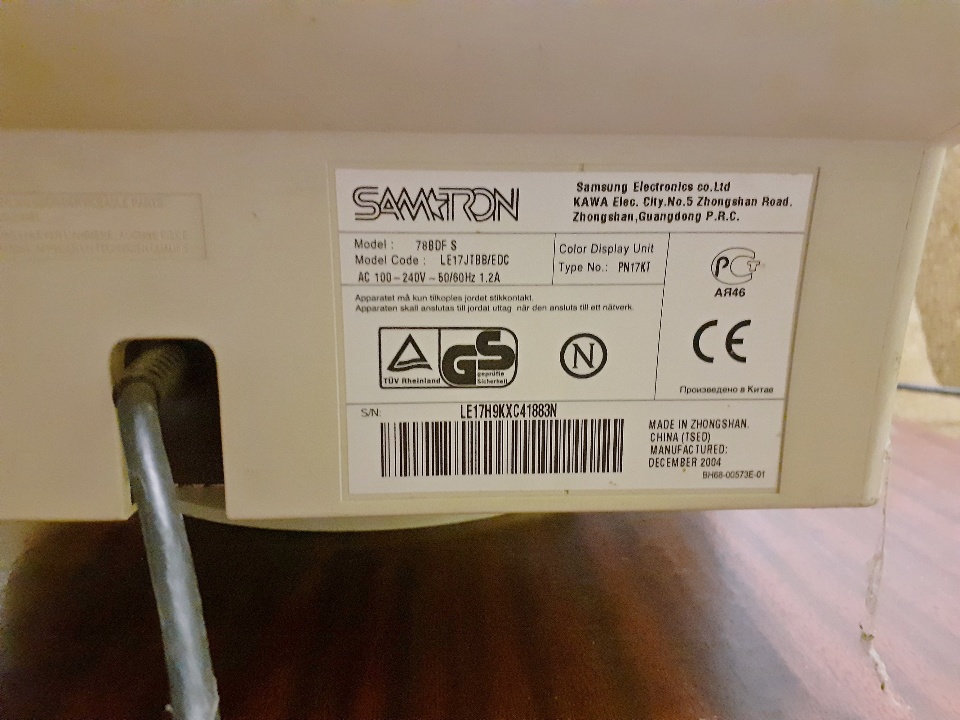 SAMTRON
Samsung Electronics co.Ltd
KAWA Elec. City.No.5 Zhongshan Road.
Zhongshan,Guangdong P.R.C.
Model : 78BDF S
Model Code : LE17JTBB/EDC
AC 100-240V - 50/60Hz 1.2A
Color Display Unit
Type No.: PN17KT
Apparatet må kun tilkoples jordet stikkontakt.
Apparaten skall anslutas till jordat uttag när den ansluts till ett nätverk.
TÜV Rheinland
GS
geprüfte
Sicherheit
N
АЯ46
CE
Произведено в Китае
S/N:
LE17H9KXC41883N
MADE IN ZHONGSHAN.
CHINA (TSED)
MANUFACTURED:
DECEMBER 2004
BH68-00573E-01